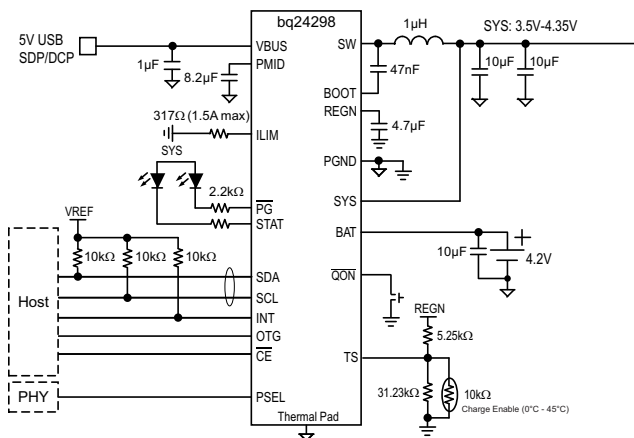 bq24298
5V USB
SDP/DCP
1µF
8.2µF
VBUS
PMID
317Ω (1.5A max)
ILIM
SYS
2.2kΩ
PG
STAT
VREF
10kΩ
10kΩ
10kΩ
Host
SDA
SCL
INT
OTG
CE
PHY
PSEL
Thermal Pad
SW
1µH
SYS: 3.5V-4.35V
10µF
10µF
47nF
BOOT
REGN
4.7µF
PGND
SYS
BAT
10µF
4.2V
QON
REGN
5.25kΩ
TS
31.23kΩ
10kΩ
Charge Enable (0°C - 45°C)